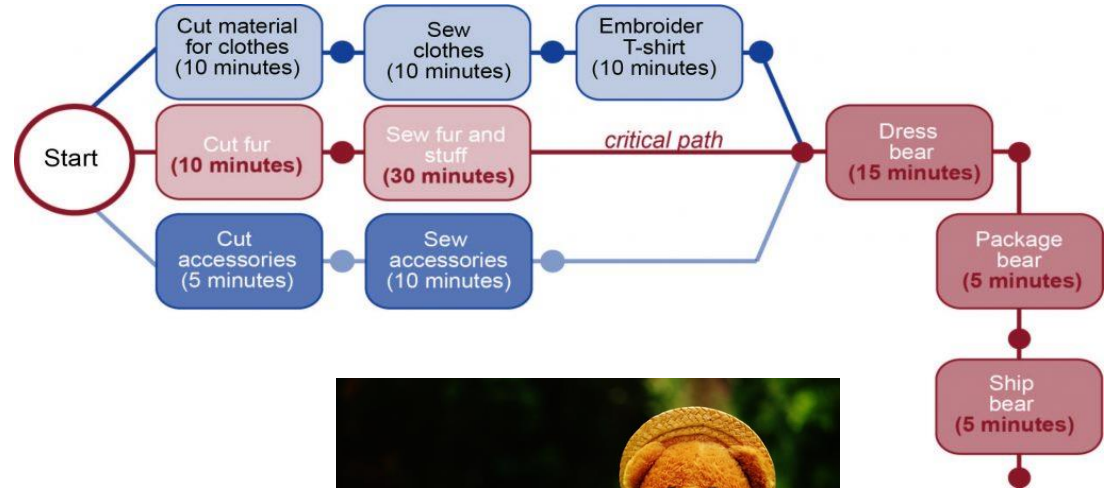 Cut material
for clothes
(10 minutes)
Sew
clothes
(10 minutes)
Embroider
T-shirt
(10 minutes)
Start
Cut fur
(10 minutes)
Sew fur and
stuff
(30 minutes)
critical path
Dress
bear
(15 minutes)
Cut
accessories
(5 minutes)
Sew
accessories
(10 minutes)
Package
bear
(5 minutes)
Ship
bear
(5 minutes)